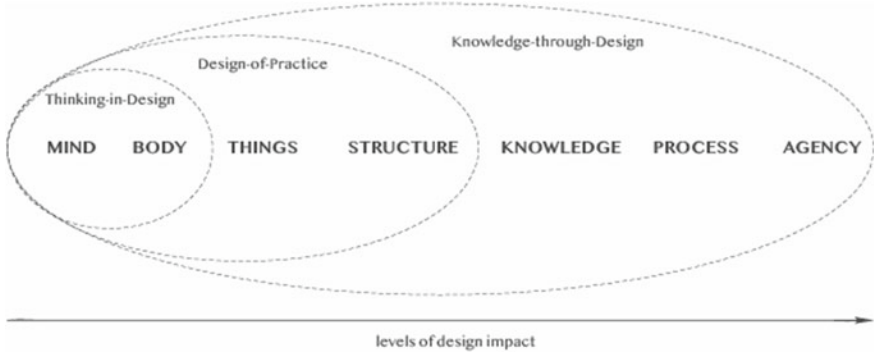 Knowledge-through-Design
Design-of-Practice
Thinking-in-Design
MIND BODY THINGS STRUCTURE KNOWLEDGE PROCESS AGENCY
levels of design impact